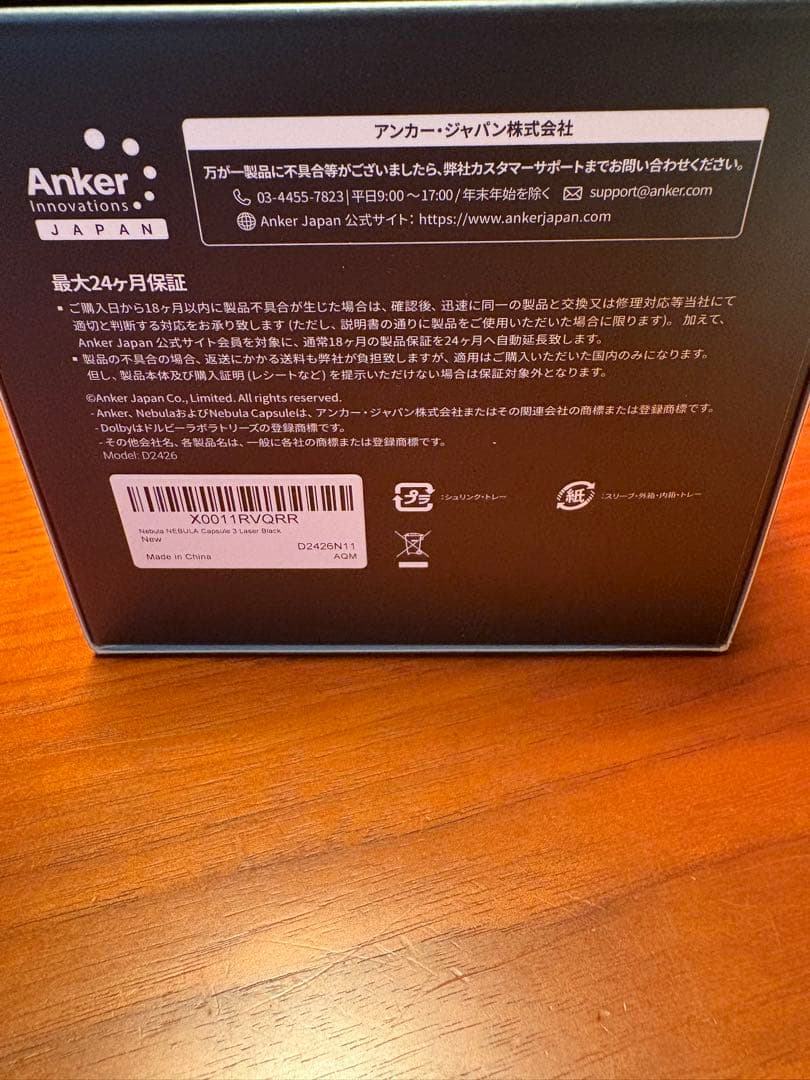 Anker
Innovations
JAPAN
アンカー・ジャパン株式会社
万が一製品に不具合等がございましたら、弊社カスタマーサポートまでお問い合わせください。
03-4455-7823 | 平日9:00～17:00 / 年末年始を除く support@anker.com
Anker Japan 公式サイト: https://www.ankerjapan.com
最大24ヶ月保証
▪ ご購入日から18ヶ月以内に製品不具合が生じた場合は、確認後、迅速に同一の製品と交換又は修理対応等当社にて
適切と判断する対応をお承り致します (ただし、説明書の通りに製品をご使用いただいた場合に限ります)。加えて、
Anker Japan 公式サイト会員を対象に、通常18ヶ月の製品保証を24ヶ月へ自動延長致します。
▪ 製品の不具合の場合、返送にかかる送料も弊社が負担致しますが、適用はご購入いただいた国内のみになります。
但し、製品本体及び購入証明 (レシートなど) を提示いただけない場合は保証対象外となります。
©Anker Japan Co., Limited. All rights reserved.
- Anker、NebulaおよびNebula Capsuleは、アンカー・ジャパン株式会社またはその関連会社の商標または登録商標です。
- Dolbyはドルビーラボラトリーズの登録商標です。
- その他会社名、各製品名は、一般に各社の商標または登録商標です。
Model: D2426
X0011RVQRR
Nebula NEBULA Capsule 3 Laser Black
New
D2426N11
Made in China
AQM
プラ :シュリンク・トレー
紙 :スリーブ・外箱・内箱・トレー